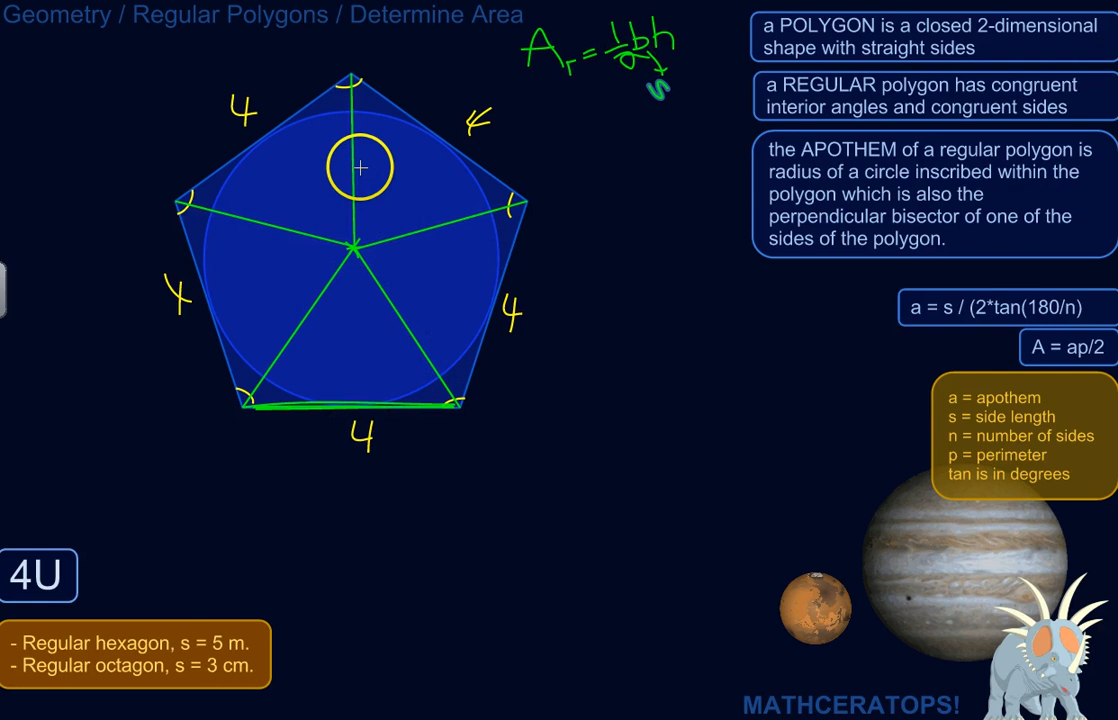 Geometry / Regular Polygons / Determine Area
A_r = 1/2 bh
s
4
4
4
a POLYGON is a closed 2-dimensional
shape with straight sides
a REGULAR polygon has congruent
interior angles and congruent sides
the APOTHEM of a regular polygon is
radius of a circle inscribed within the
polygon which is also the
perpendicular bisector of one of the
sides of the polygon.
a = s / (2*tan(180/n)
A = ap/2
a = apothem
s = side length
n = number of sides
p = perimeter
tan is in degrees
4U
- Regular hexagon, s = 5 m.
- Regular octagon, s = 3 cm.
MATHCERATOPS!